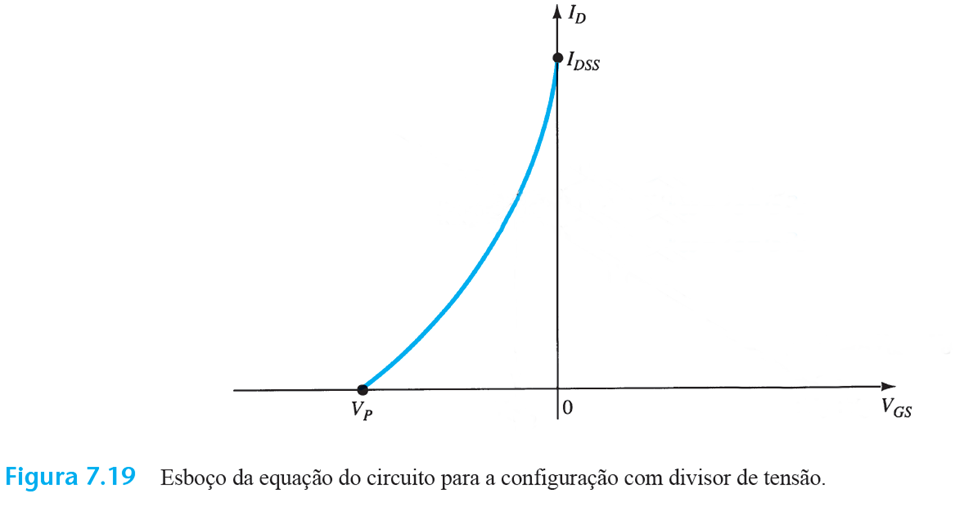 I_D
I_DSS
V_P
0
V_GS
Figura 7.19 Esboço da equação do circuito para a configuração com divisor de tensão.